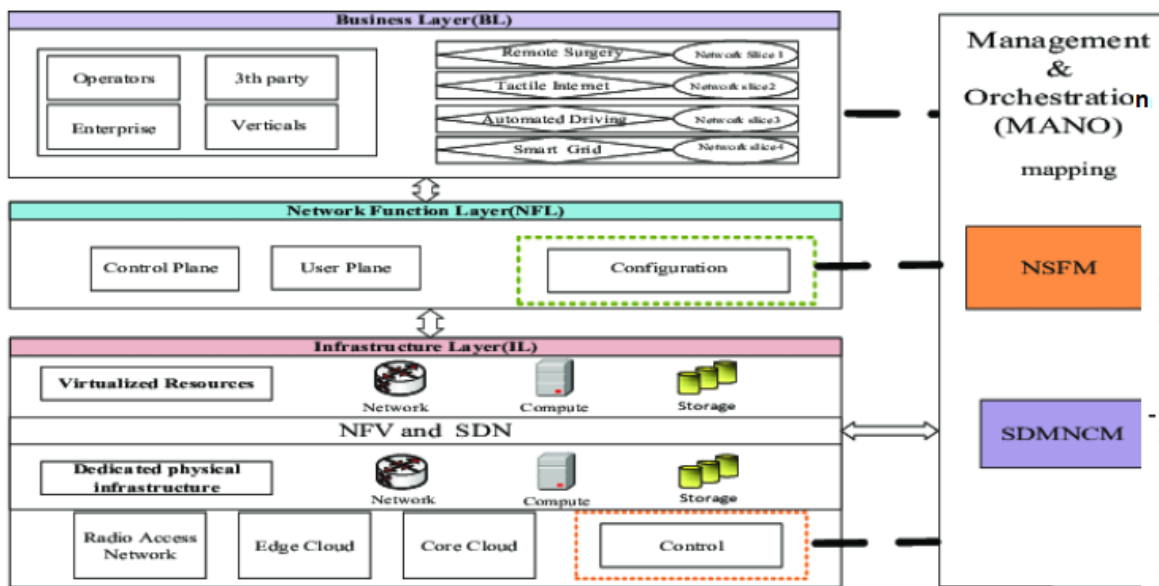 Business Layer(BL)
Operators
3th party
Enterprise
Verticals
Remote Surgery
Network Slice 1
Tactile Internet
Network slice2
Automated Driving
Network slice3
Smart Grid
Network slice4
Network Function Layer(NFL)
Control Plane
User Plane
Configuration
Infrastructure Layer(IL)
Virtualized Resources
Network
Compute
Storage
NFV and SDN
Dedicated physical
infrastructure
Network
Compute
Storage
Radio Access
Network
Edge Cloud
Core Cloud
Control
Management
&
Orchestration
(MANO)
mapping
NSFM
SDMNCM